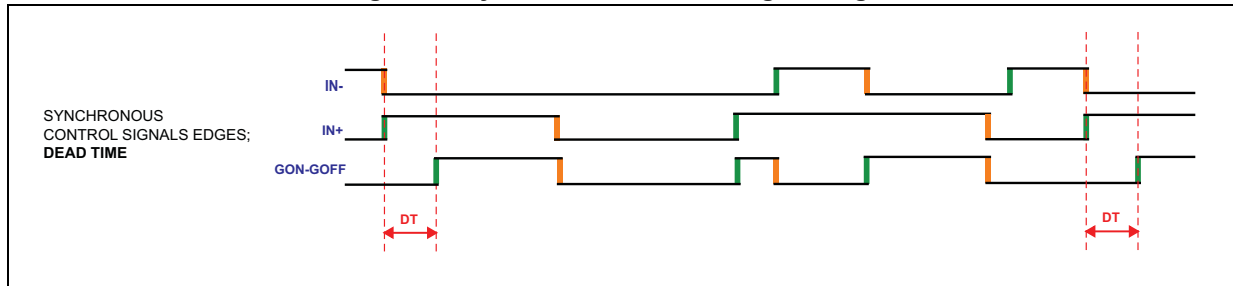 IN-
SYNCHRONOUS
CONTROL SIGNALS EDGES;
DEAD TIME
IN+
GON-GOFF
DT
DT